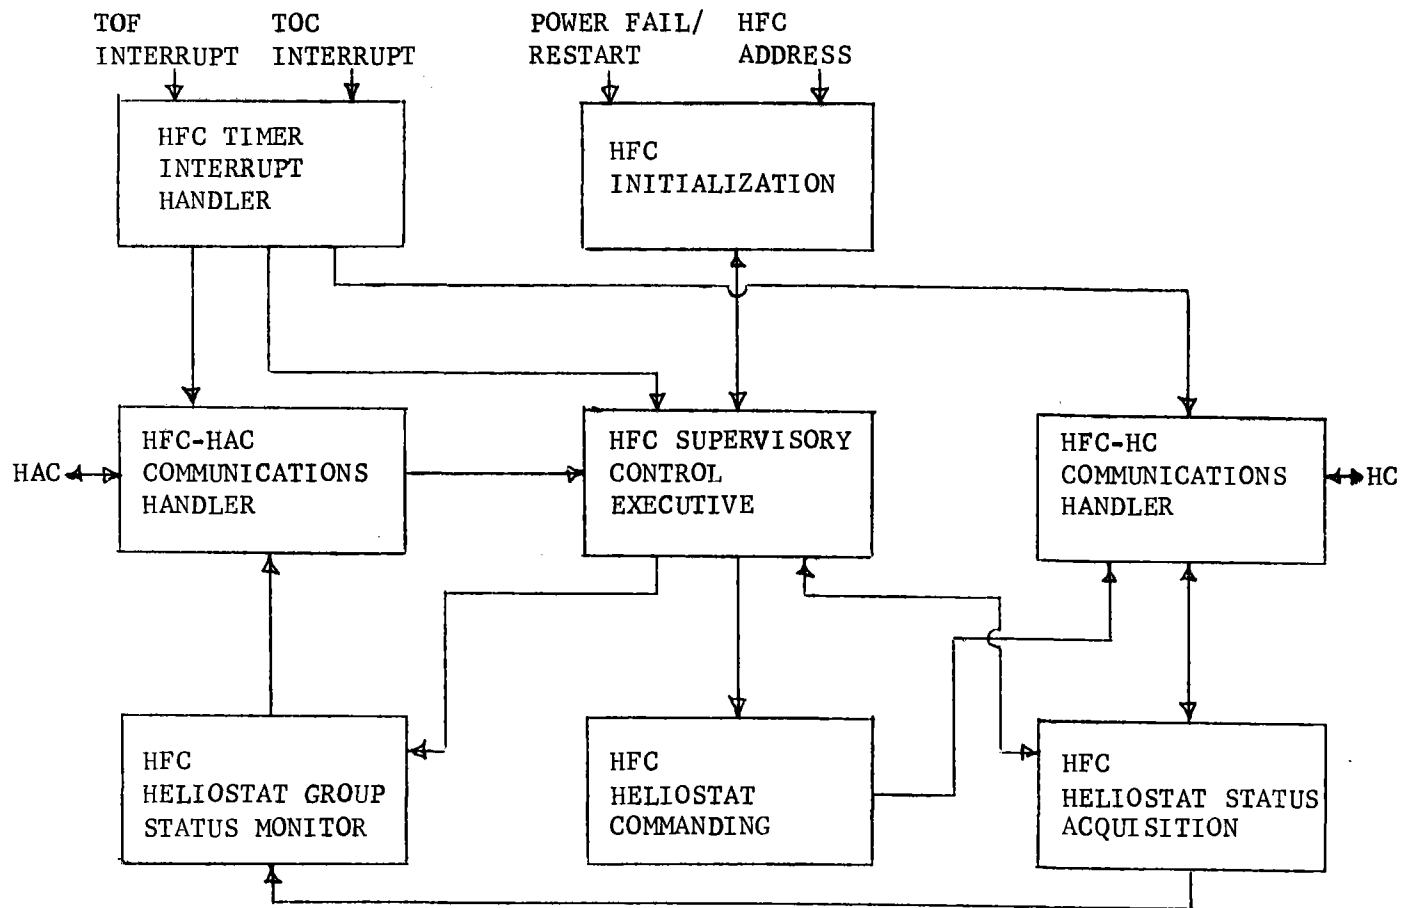 TOF
INTERRUPT
TOC
INTERRUPT
POWER FAIL/
RESTART
HFC
ADDRESS
HFC TIMER
INTERRUPT
HANDLER
HFC
INITIALIZATION
HAC
HFC-HAC
COMMUNICATIONS
HANDLER
HFC SUPERVISORY
CONTROL
EXECUTIVE
HFC-HC
COMMUNICATIONS
HANDLER
HC
HFC
HELIOSTAT GROUP
STATUS MONITOR
HFC
HELIOSTAT
COMMANDING
HFC
HELIOSTAT STATUS
ACQUISITION